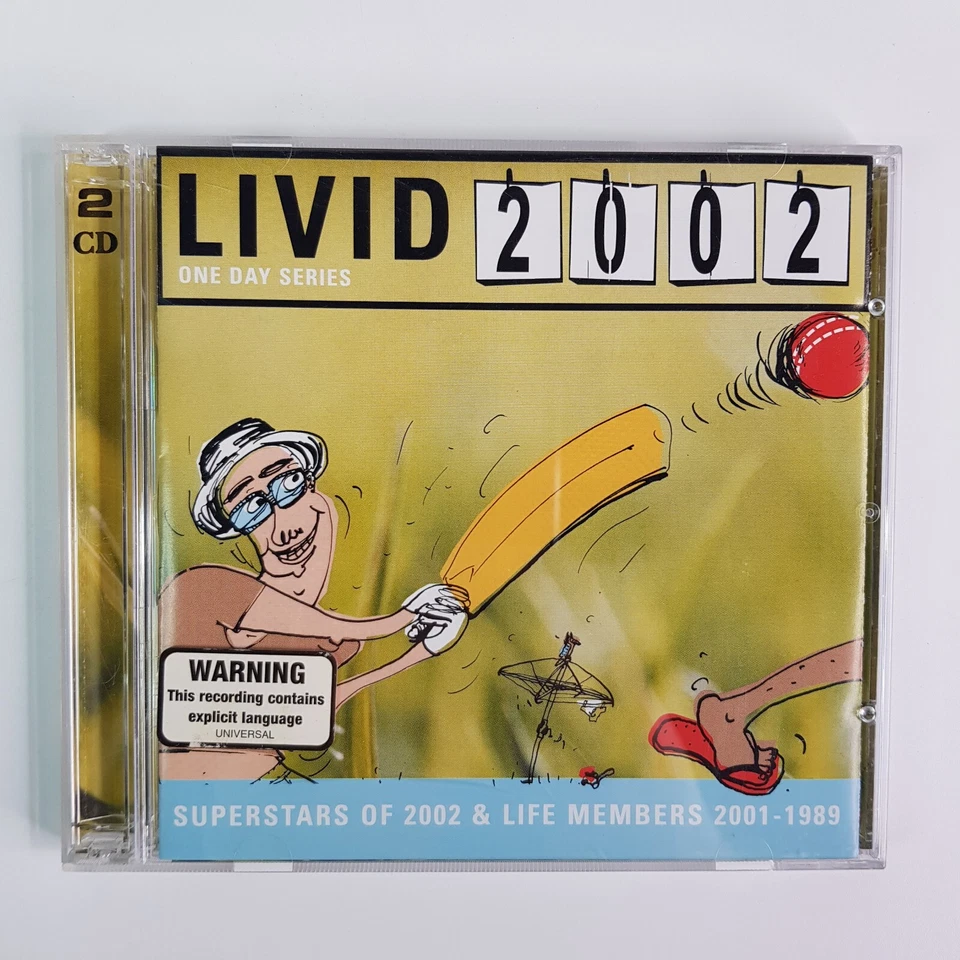 2
CD
LIVID 2002
ONE DAY SERIES
WARNING
This recording contains
explicit language
UNIVERSAL
SUPERSTARS OF 2002 & LIFE MEMBERS 2001-1989